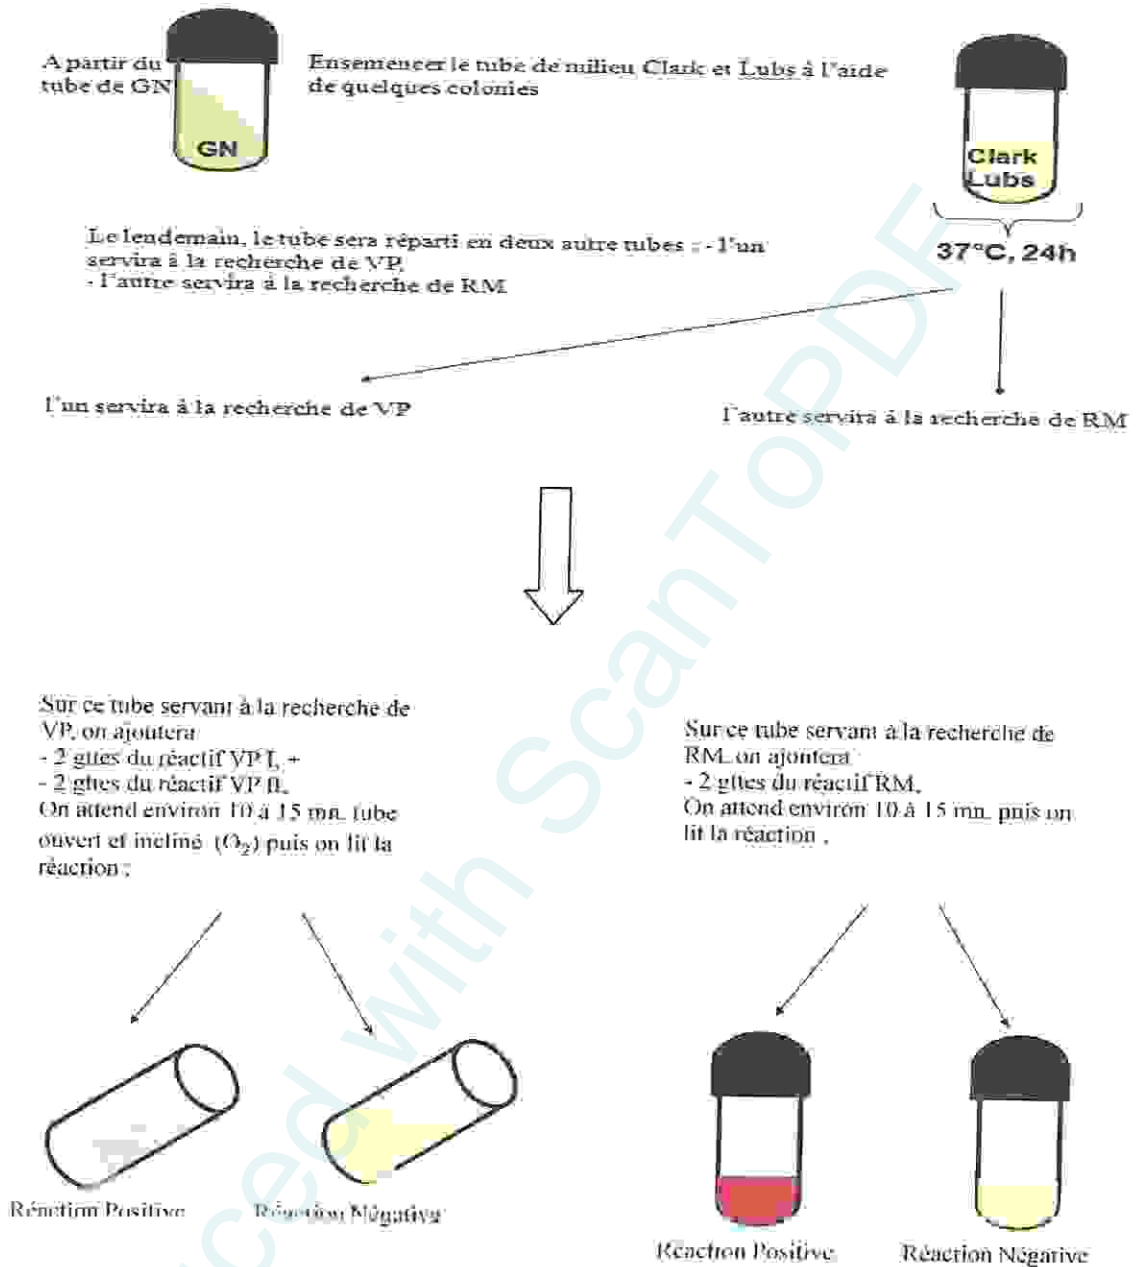 A partir du
tube de GN
GN
Ensemencer le tube de milieu Clark et Lubs à l'aide
de quelques colonies
Clark
Lubs
37°C, 24h
Le lendemain, le tube sera réparti en deux autre tubes : - l'un
servira à la recherche de VP,
- l'autre servira à la recherche de RM
l'un servira à la recherche de VP
l'autre servira à la recherche de RM
Sur ce tube servant à la recherche de
VP, on ajoutera
- 2 gttes du réactif VP I, +
- 2 gttes du réactif VP II,
On attend environ 10 à 15 mn, tube
ouvert et incliné (O₂) puis on lit la
réaction :
Sur ce tube servant à la recherche de
RM, on ajoutera
- 2 gttes du réactif RM,
On attend environ 10 à 15 mn, puis on
lit la réaction .
Réaction Positive
Réaction Négative
Réaction Positive
Réaction Négative
ced with ScanToPDF